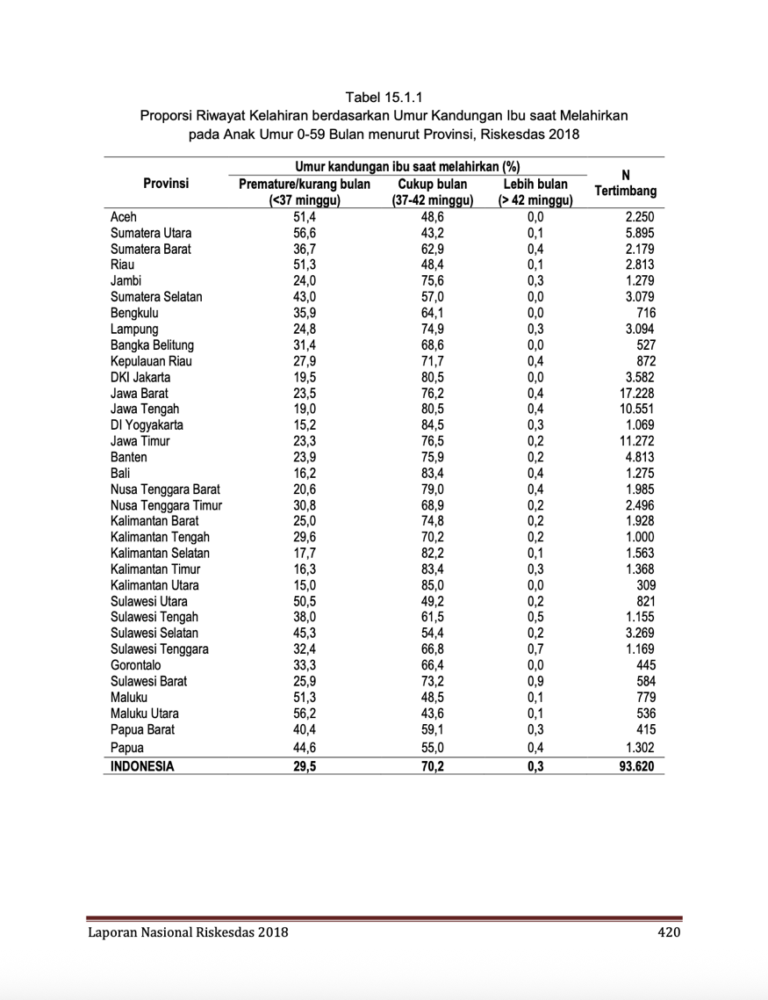 Tabel 15.1.1
Proporsi Riwayat Kelahiran berdasarkan Umur Kandungan Ibu saat Melahirkan
pada Anak Umur 0-59 Bulan menurut Provinsi, Riskesdas 2018
Provinsi Umur kandungan ibu saat melahirkan (%) N Tertimbang
Premature/kurang bulan Cukup bulan Lebih bulan
(<37 minggu) (37-42 minggu) (> 42 minggu)
Aceh 51,4 48,6 0,0 2.250
Sumatera Utara 56,6 43,2 0,1 5.895
Sumatera Barat 36,7 62,9 0,4 2.179
Riau 51,3 48,4 0,1 2.813
Jambi 24,0 75,6 0,3 1.279
Sumatera Selatan 43,0 57,0 0,0 3.079
Bengkulu 35,9 64,1 0,0 716
Lampung 24,8 74,9 0,3 3.094
Bangka Belitung 31,4 68,6 0,0 527
Kepulauan Riau 27,9 71,7 0,4 872
DKI Jakarta 19,5 80,5 0,0 3.582
Jawa Barat 23,5 76,2 0,4 17.228
Jawa Tengah 19,0 80,5 0,4 10.551
DI Yogyakarta 15,2 84,5 0,3 1.069
Jawa Timur 23,3 76,5 0,2 11.272
Banten 23,9 75,9 0,2 4.813
Bali 16,2 83,4 0,4 1.275
Nusa Tenggara Barat 20,6 79,0 0,4 1.985
Nusa Tenggara Timur 30,8 68,9 0,2 2.496
Kalimantan Barat 25,0 74,8 0,2 1.928
Kalimantan Tengah 29,6 70,2 0,2 1.000
Kalimantan Selatan 17,7 82,2 0,1 1.563
Kalimantan Timur 16,3 83,4 0,3 1.368
Kalimantan Utara 15,0 85,0 0,0 309
Sulawesi Utara 50,5 49,2 0,2 821
Sulawesi Tengah 38,0 61,5 0,5 1.155
Sulawesi Selatan 45,3 54,4 0,2 3.269
Sulawesi Tenggara 32,4 66,8 0,7 1.169
Gorontalo 33,3 66,4 0,0 445
Sulawesi Barat 25,9 73,2 0,9 584
Maluku 51,3 48,5 0,1 779
Maluku Utara 56,2 43,6 0,1 536
Papua Barat 40,4 59,1 0,3 415
Papua 44,6 55,0 0,4 1.302
INDONESIA 29,5 70,2 0,3 93.620
Laporan Nasional Riskesdas 2018 420